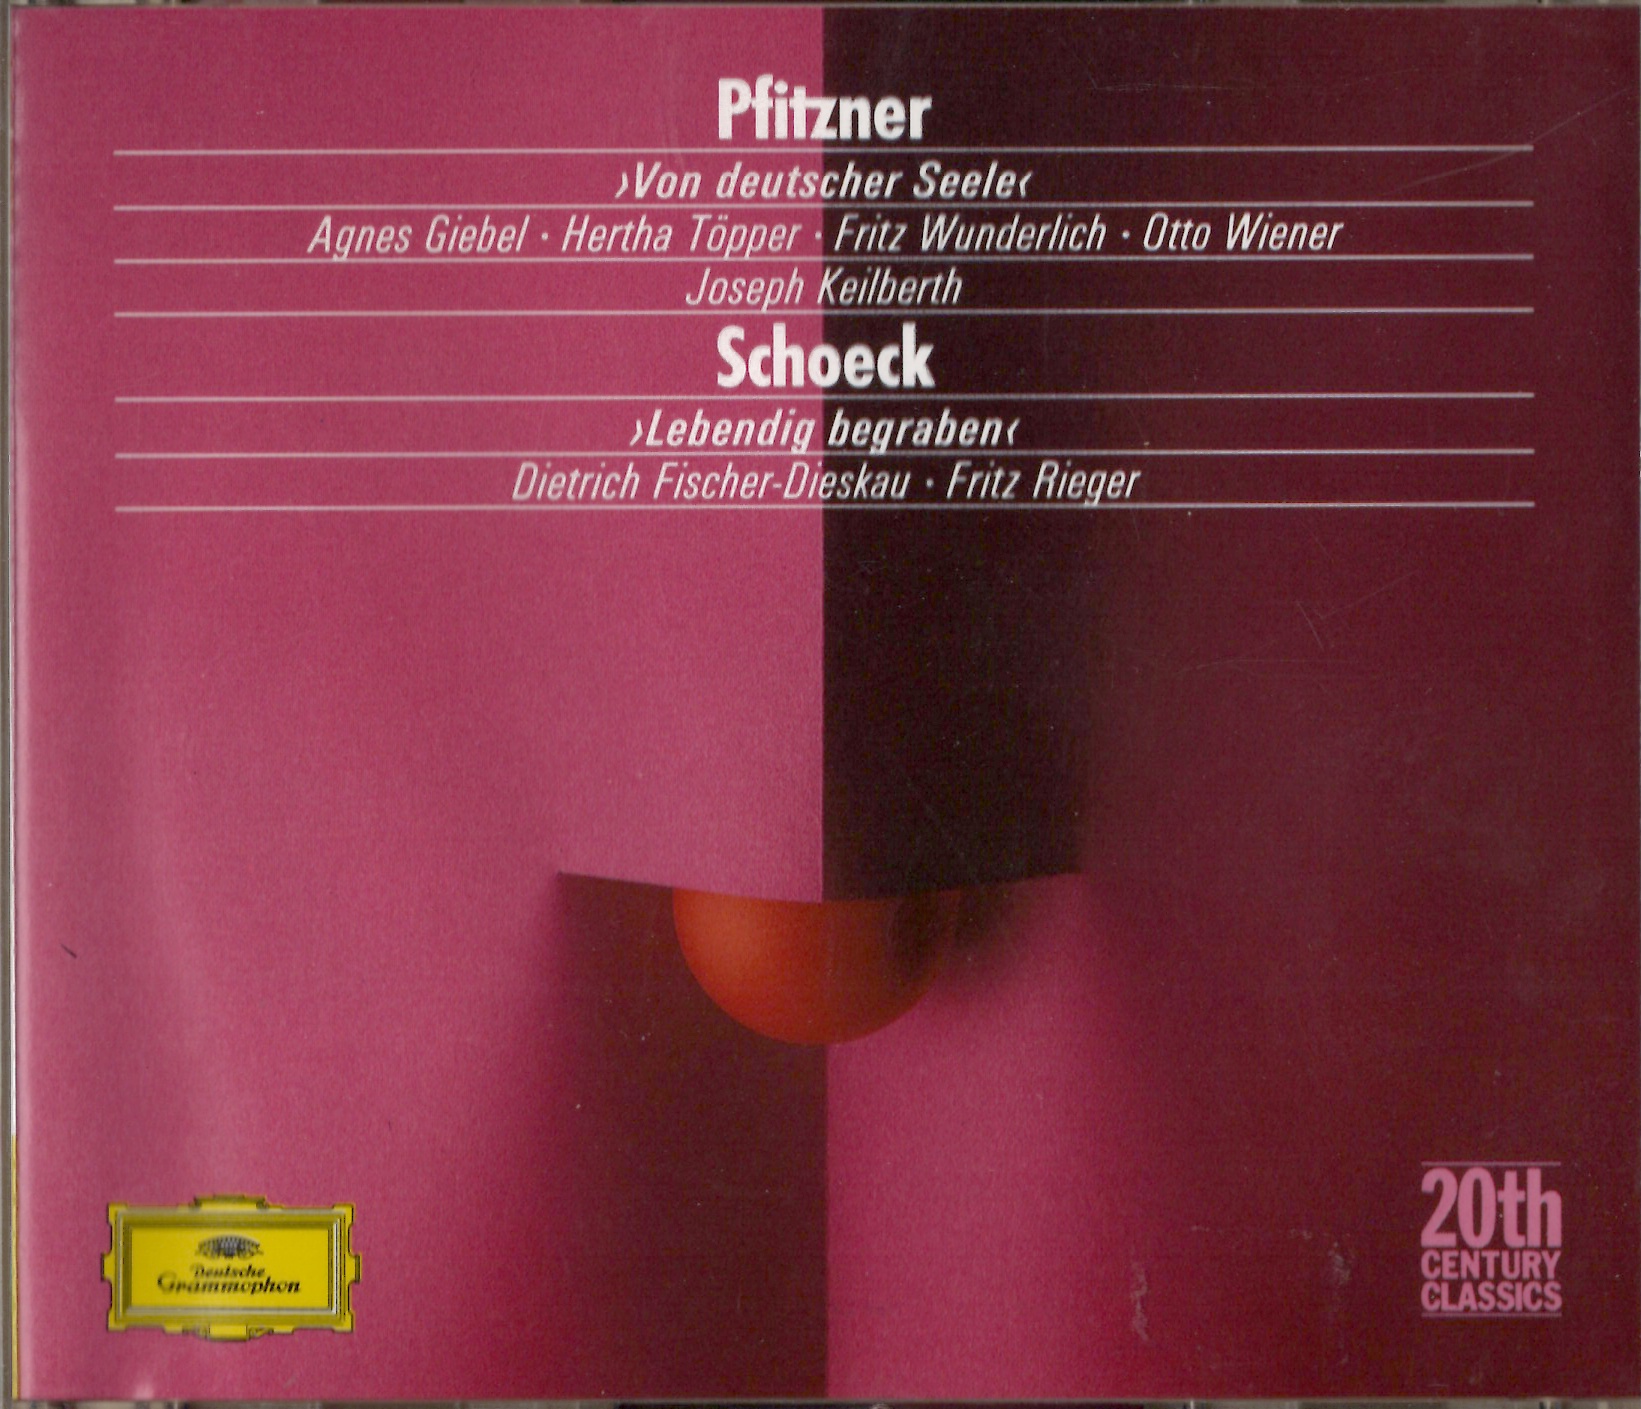 Pfitzner
›Von deutscher Seele‹
Agnes Giebel · Hertha Töpper · Fritz Wunderlich · Otto Wiener
Joseph Keilberth
Schoeck
›Lebendig begraben‹
Dietrich Fischer-Dieskau · Fritz Rieger
Deutsche
Grammophon
20th
CENTURY
CLASSICS